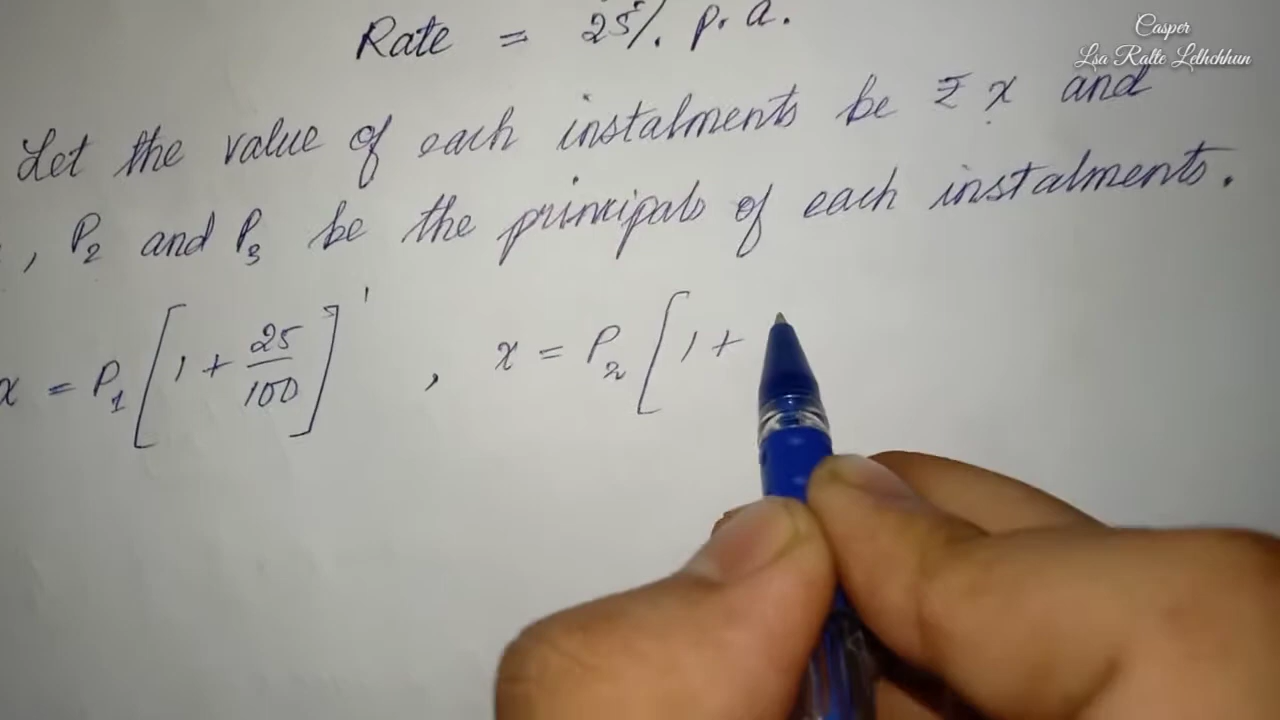 Casper
Lsa Ralte Lethchhun
Rate = 25%. p.a.
Let the value of each instalments be ₹ x and
, P₂ and P₃ be the principals of each instalments.
x = P₁ [1 + 25/100]¹ , x = P₂ [1 +